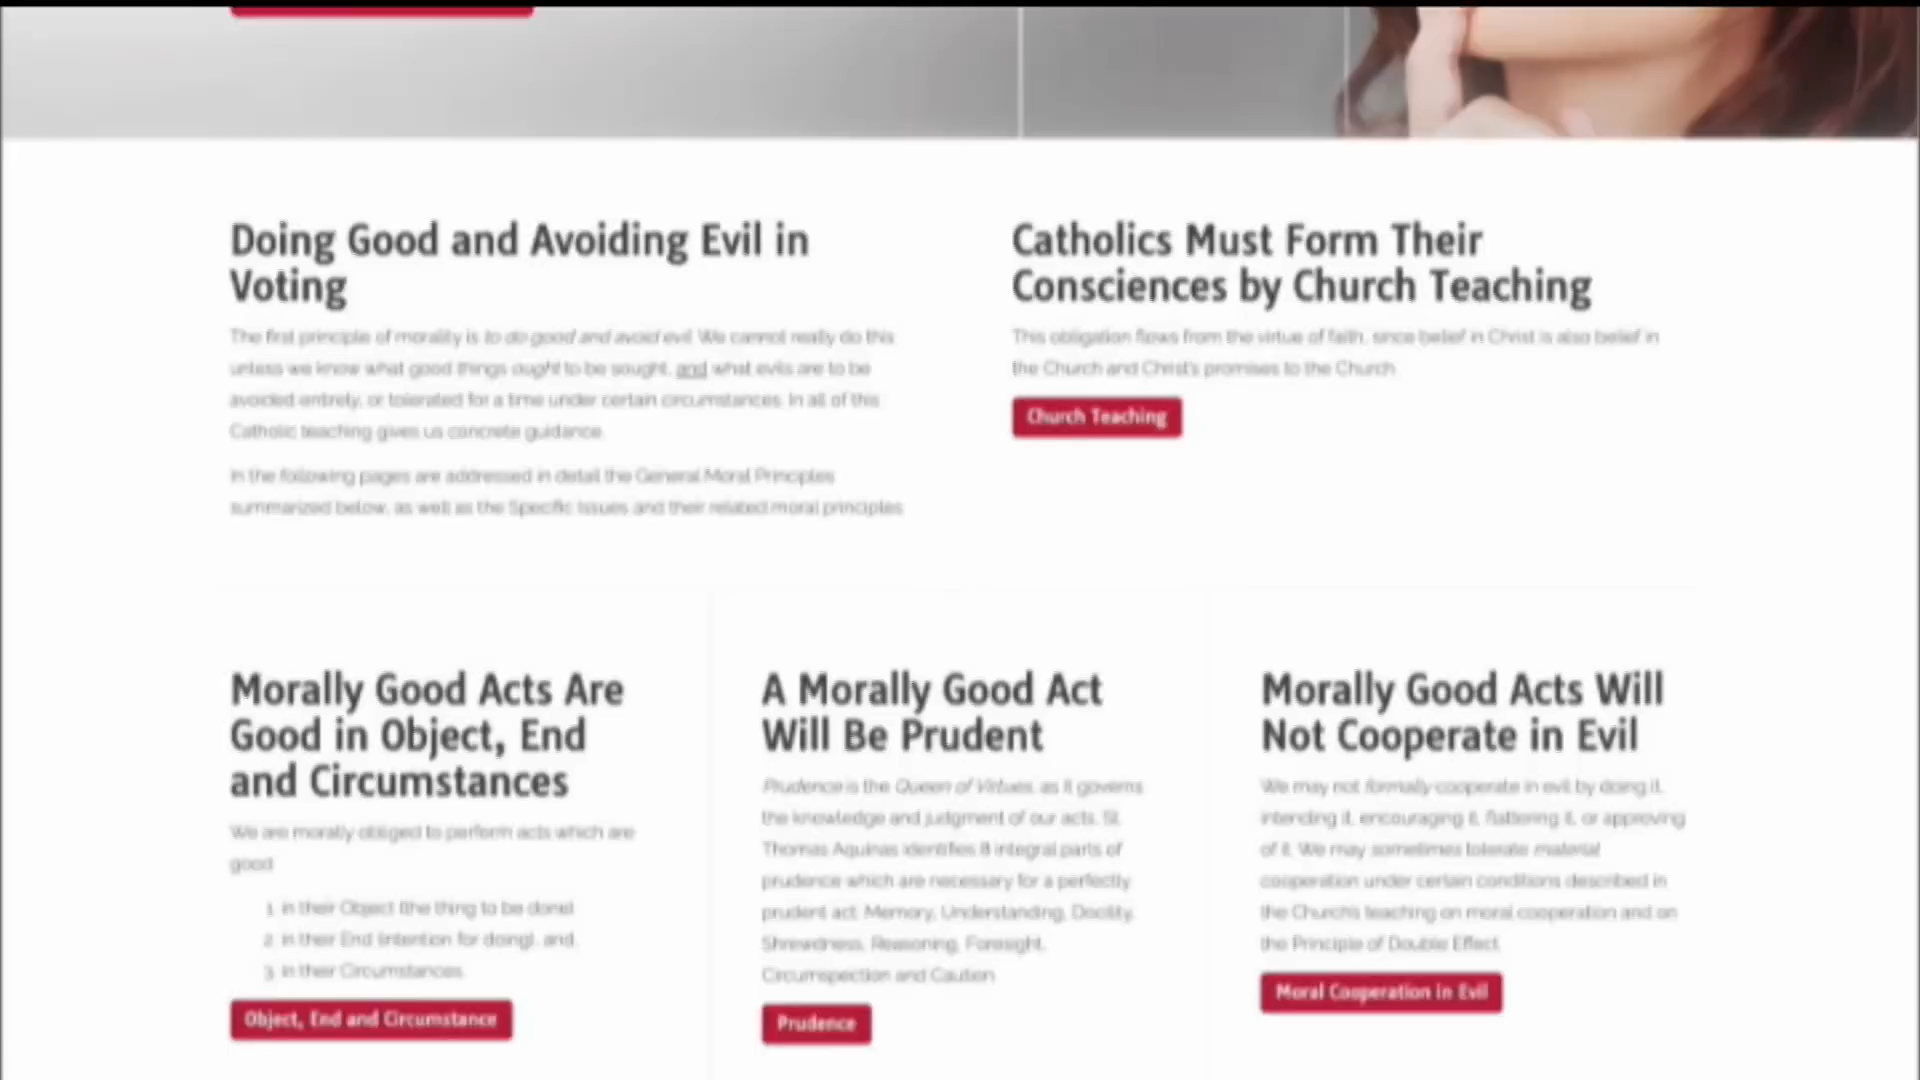 Doing Good and Avoiding Evil in
Voting
The first principle of morality is to do good and avoid evil. We cannot really do this
unless we know what good things ought to be sought, and what evils are to be
avoided entirely, or tolerated for a time under certain circumstances. In all of this
Catholic teaching gives us concrete guidance.
In the following pages are addressed in detail the General Moral Principles
summarized below, as well as the Specific Issues and their related moral principles
Catholics Must Form Their
Consciences by Church Teaching
This obligation flows from the virtue of faith, since belief in Christ is also belief in
the Church and Christ's promises to the Church.
Church Teaching
Morally Good Acts Are
Good in Object, End
and Circumstances
We are morally obliged to perform acts which are
good
1. in their Object (the thing to be done)
2. in their End (intention for doing), and,
3. in their Circumstances.
Object, End and Circumstance
A Morally Good Act
Will Be Prudent
Prudence is the Queen of Virtues, as it governs
the knowledge and judgment of our acts. St.
Thomas Aquinas identifies 8 integral parts of
prudence which are necessary for a perfectly
prudent act: Memory, Understanding, Docility,
Shrewdness, Reasoning, Foresight,
Circumspection and Caution
Prudence
Morally Good Acts Will
Not Cooperate in Evil
We may not formally cooperate in evil by doing it,
intending it, encouraging it, flattering it, or approving
of it. We may sometimes tolerate material
cooperation under certain conditions described in
the Church's teaching on moral cooperation and on
the Principle of Double Effect.
Moral Cooperation in Evil